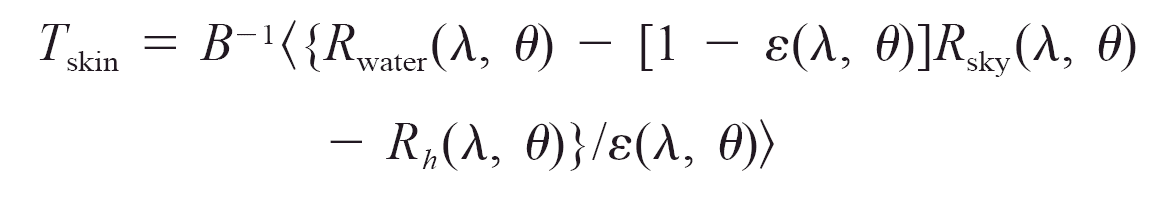 T_skin = B⁻¹⟨{R_water(λ, θ) − [1 − ε(λ, θ)]R_sky(λ, θ)
− R_h(λ, θ)}/ε(λ, θ)⟩